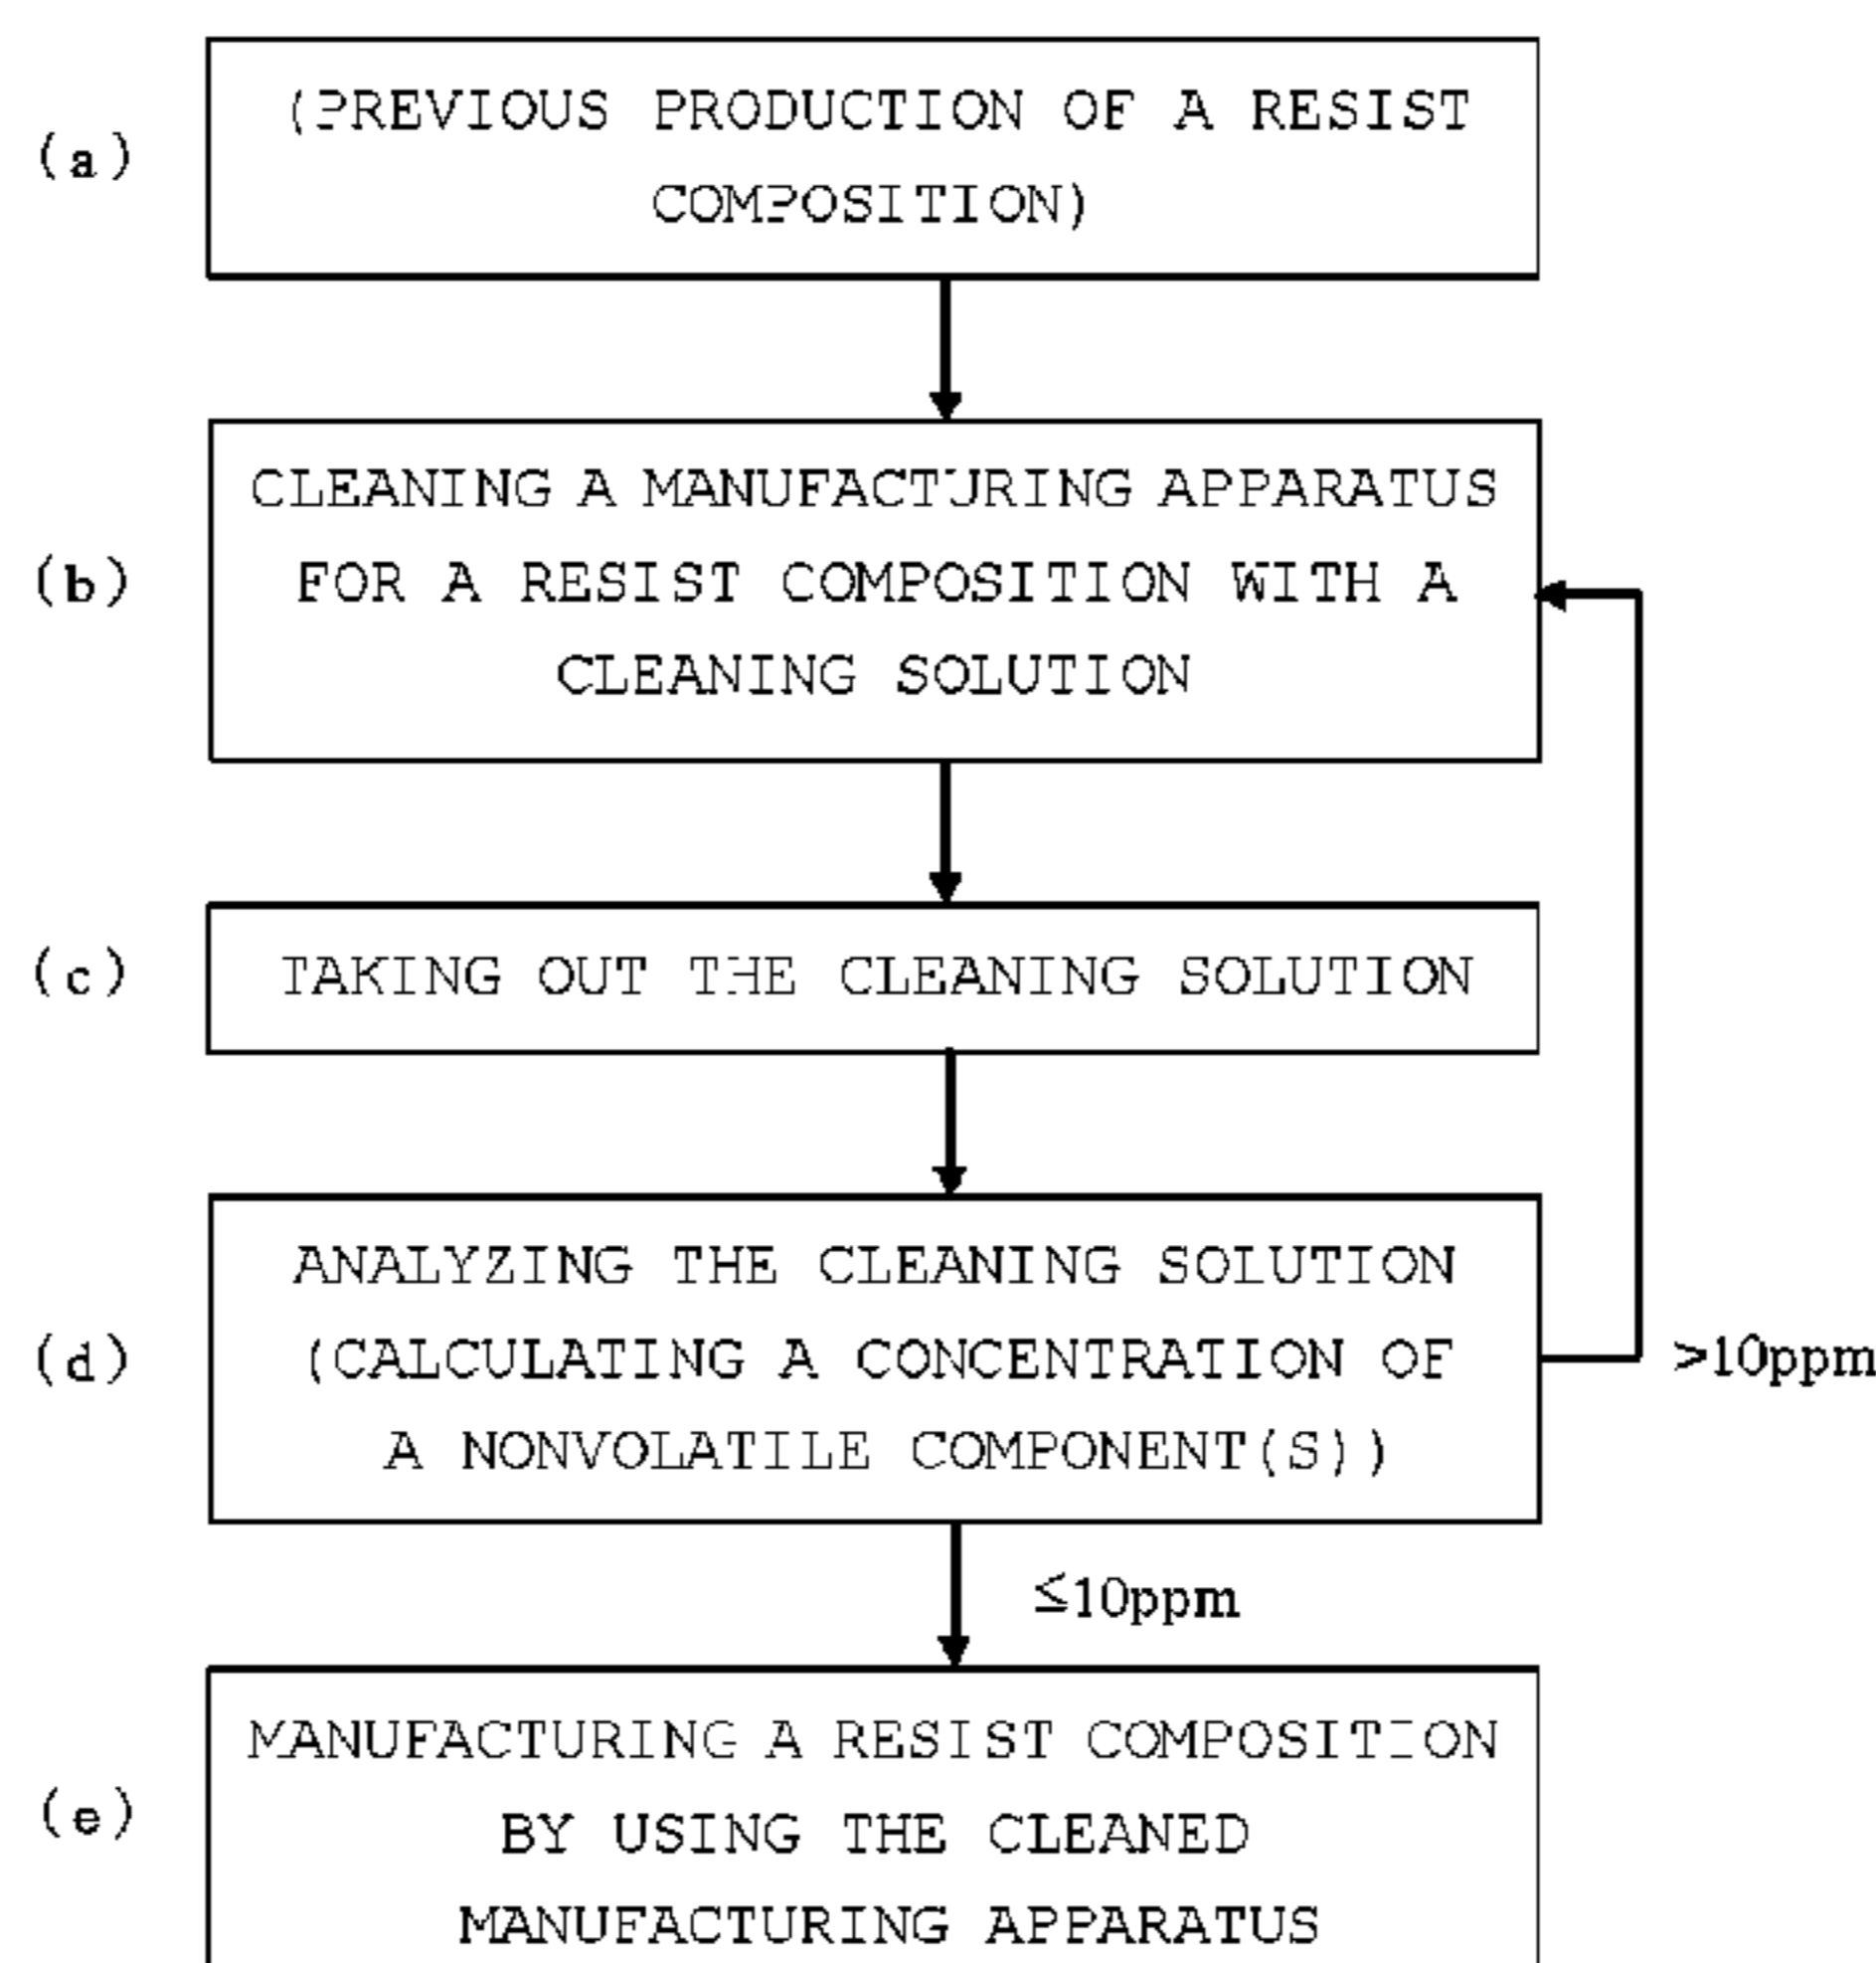 (a)
(PREVIOUS PRODUCTION OF A RESIST
COMPOSITION)
(b)
CLEANING A MANUFACTURING APPARATUS
FOR A RESIST COMPOSITION WITH A
CLEANING SOLUTION
(c)
TAKING OUT THE CLEANING SOLUTION
(d)
ANALYZING THE CLEANING SOLUTION
(CALCULATING A CONCENTRATION OF
A NONVOLATILE COMPONENT(S))
>10ppm
≤10ppm
(e)
MANUFACTURING A RESIST COMPOSITION
BY USING THE CLEANED
MANUFACTURING APPARATUS